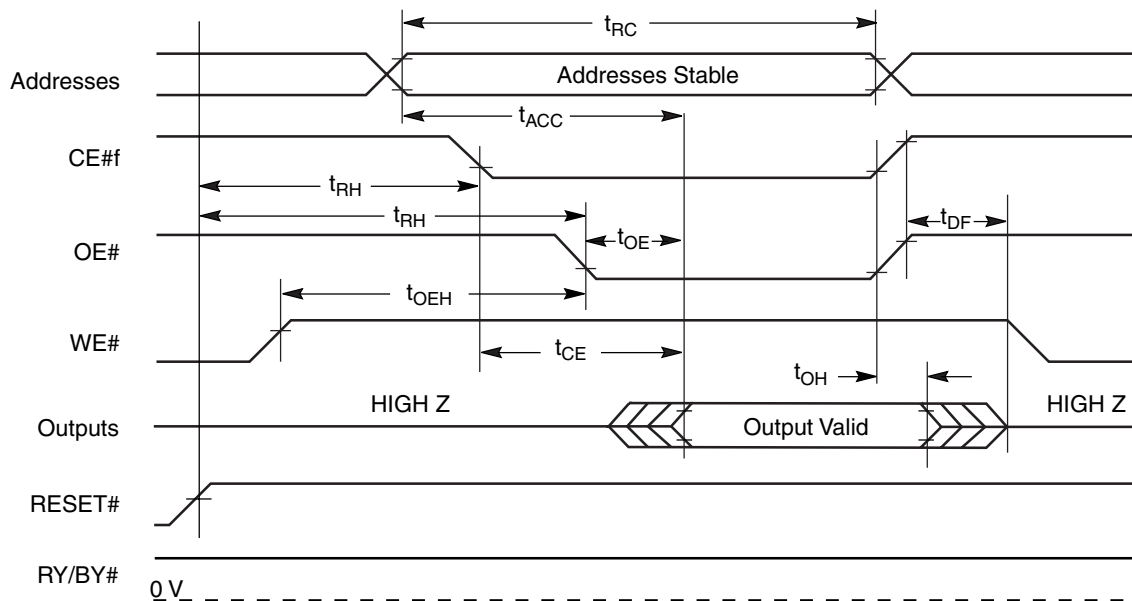 tRC
Addresses
Addresses Stable
tACC
CE#f
tRH
tRH
tOE
tDF
OE#
tOEH
WE#
tCE
tOH
HIGH Z
HIGH Z
Outputs
Output Valid
RESET#
RY/BY#
0 V